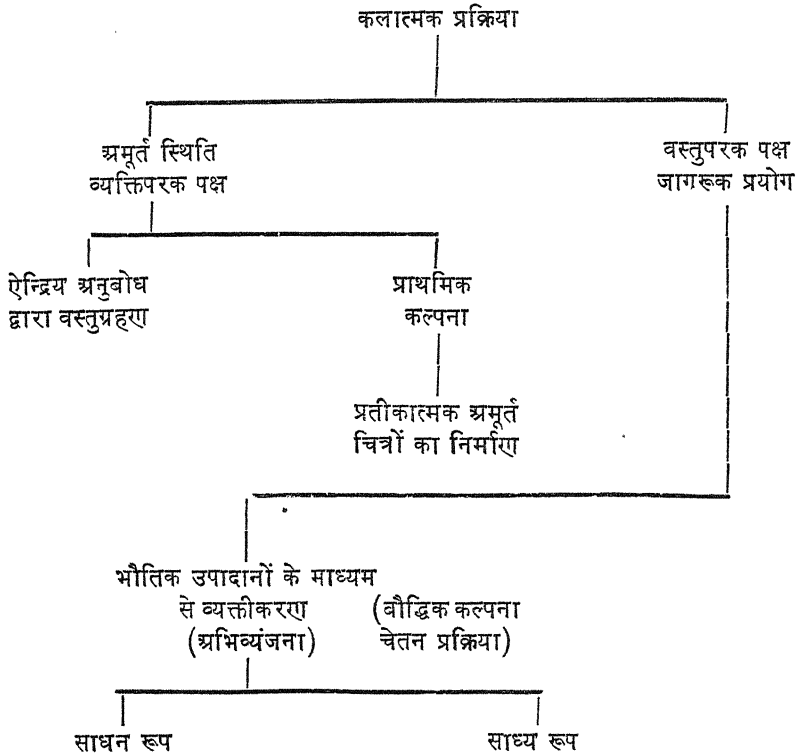 कलात्मक प्रक्रिया
अमूर्त स्थिति
व्यक्तिपरक पक्ष
वस्तुपरक पक्ष
जागरूक प्रयोग
ऐन्द्रिय अनुबोध
द्वारा वस्तुग्रहण
प्राथमिक
कल्पना
प्रतीकात्मक अमूर्त
चित्रों का निर्माण
भौतिक उपादानों के माध्यम
से व्यक्तीकरण (बौद्धिक कल्पना
(अभिव्यंजना) चेतन प्रक्रिया)
साधन रूप साध्य रूप